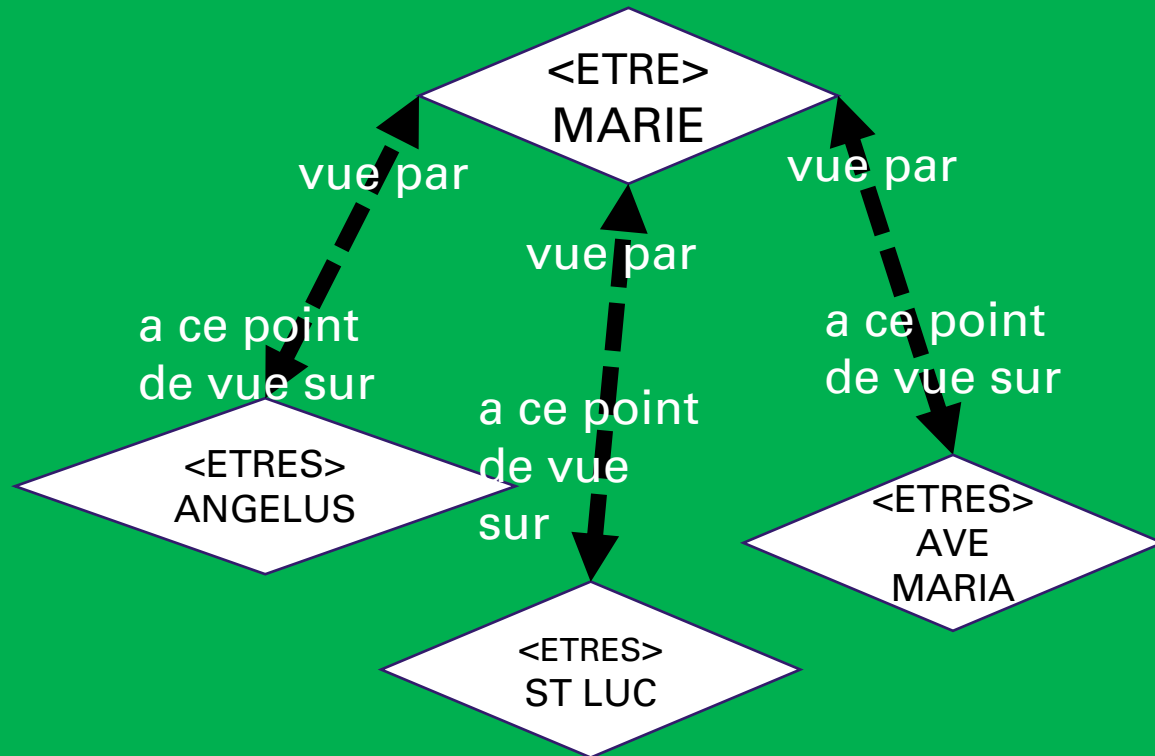 <ETRE>
MARIE
vue par
vue par
vue par
a ce point
de vue sur
a ce point
de vue sur
a ce point
de vue
sur
<ETRES>
ANGELUS
<ETRES>
AVE
MARIA
<ETRES>
ST LUC